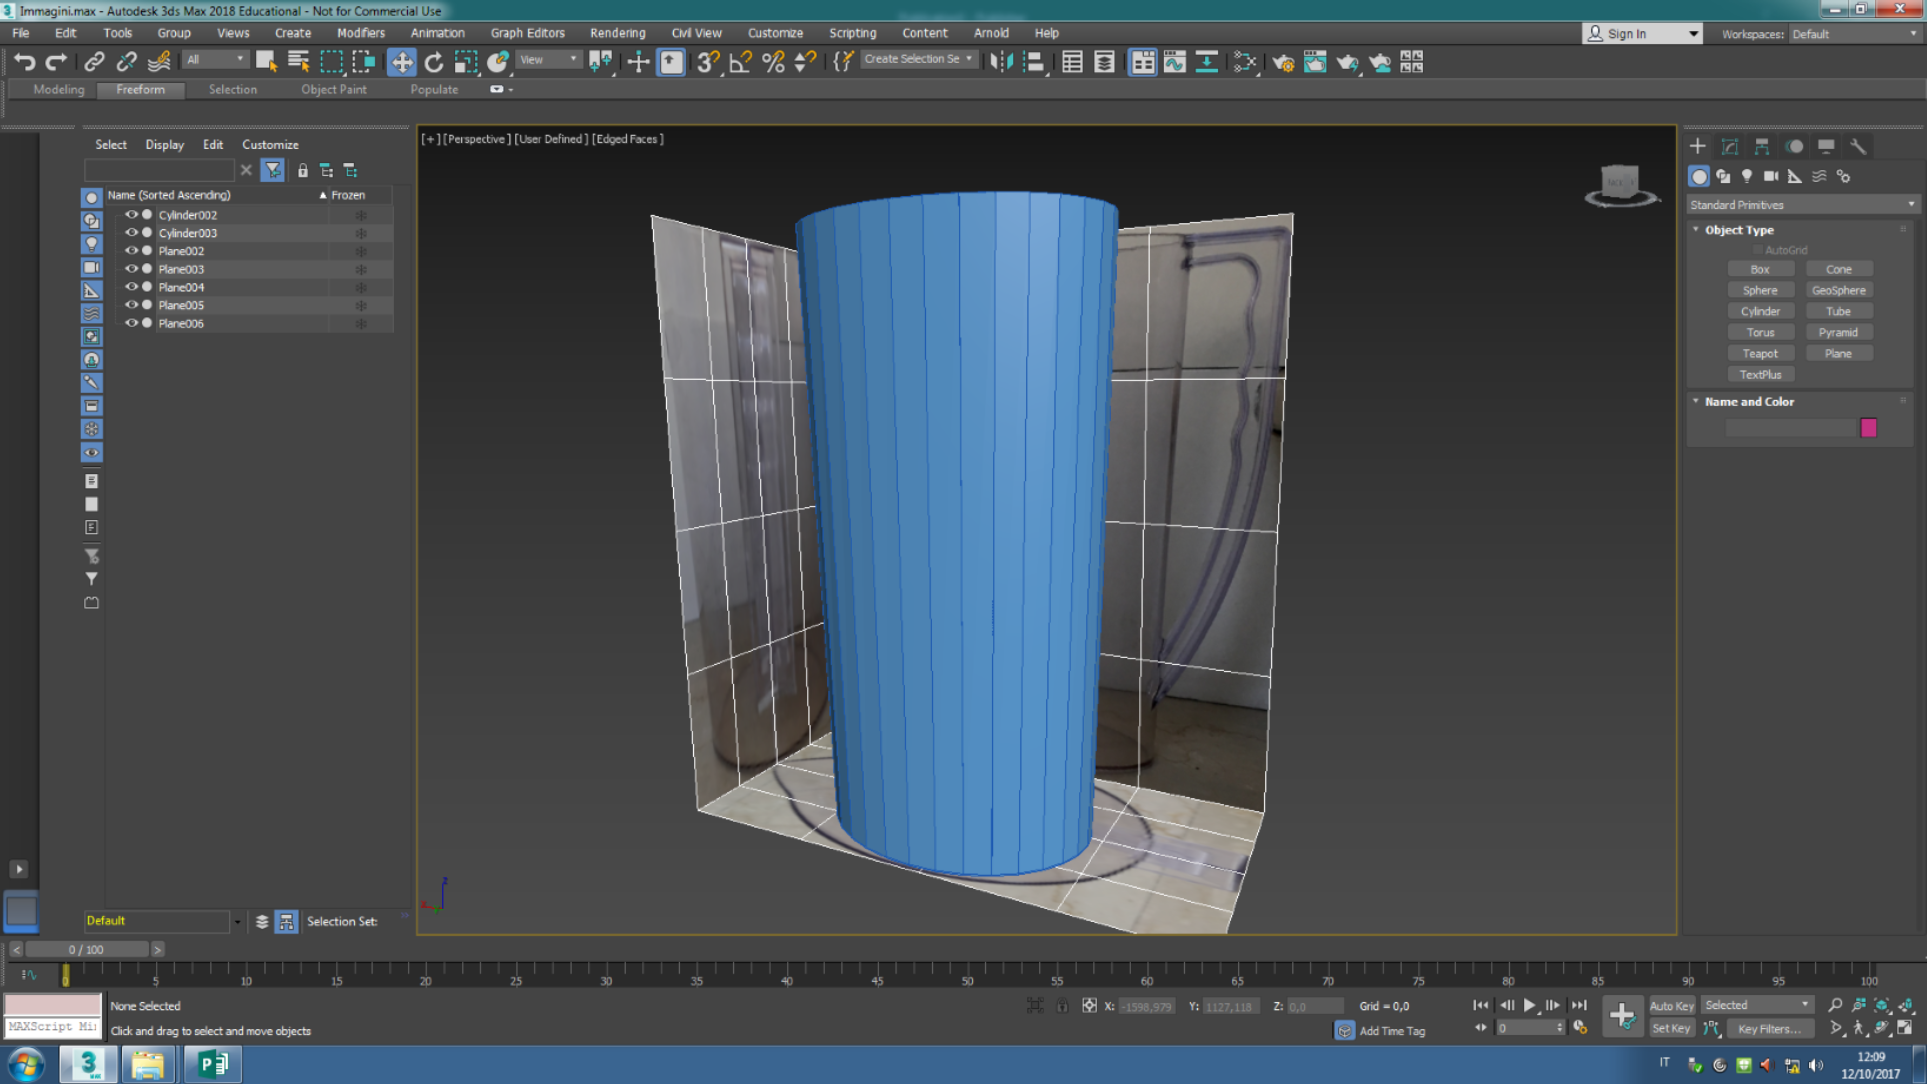 Immagini.max - Autodesk 3ds Max 2018 Educational - Not for Commercial Use
File Edit Tools Group Views Create Modifiers Animation Graph Editors Rendering Civil View Customize Scripting Content Arnold Help
Sign In
Workspaces: Default
All
View
Create Selection Se
Modeling Freeform Selection Object Paint Populate
[+] [Perspective] [User Defined] [Edged Faces]
Select Display Edit Customize
Name (Sorted Ascending) ▲ Frozen
Cylinder002
Cylinder003
Plane002
Plane003
Plane004
Plane005
Plane006
Standard Primitives
Object Type
AutoGrid
Box Cone
Sphere GeoSphere
Cylinder Tube
Torus Pyramid
Teapot Plane
TextPlus
Name and Color
z
Default
Selection Set:
< 0 / 100 >
0 5 10 15 20 25 30 35 40 45 50 55 60 65 70 75 80 85 90 95 100
None Selected
X: -1598,979 Y: 1127,118 Z: 0,0 Grid = 0,0
Auto Key Selected
MAXScript Mi
Click and drag to select and move objects
Add Time Tag
0
Set Key Key Filters...
IT
12:09
12/10/2017